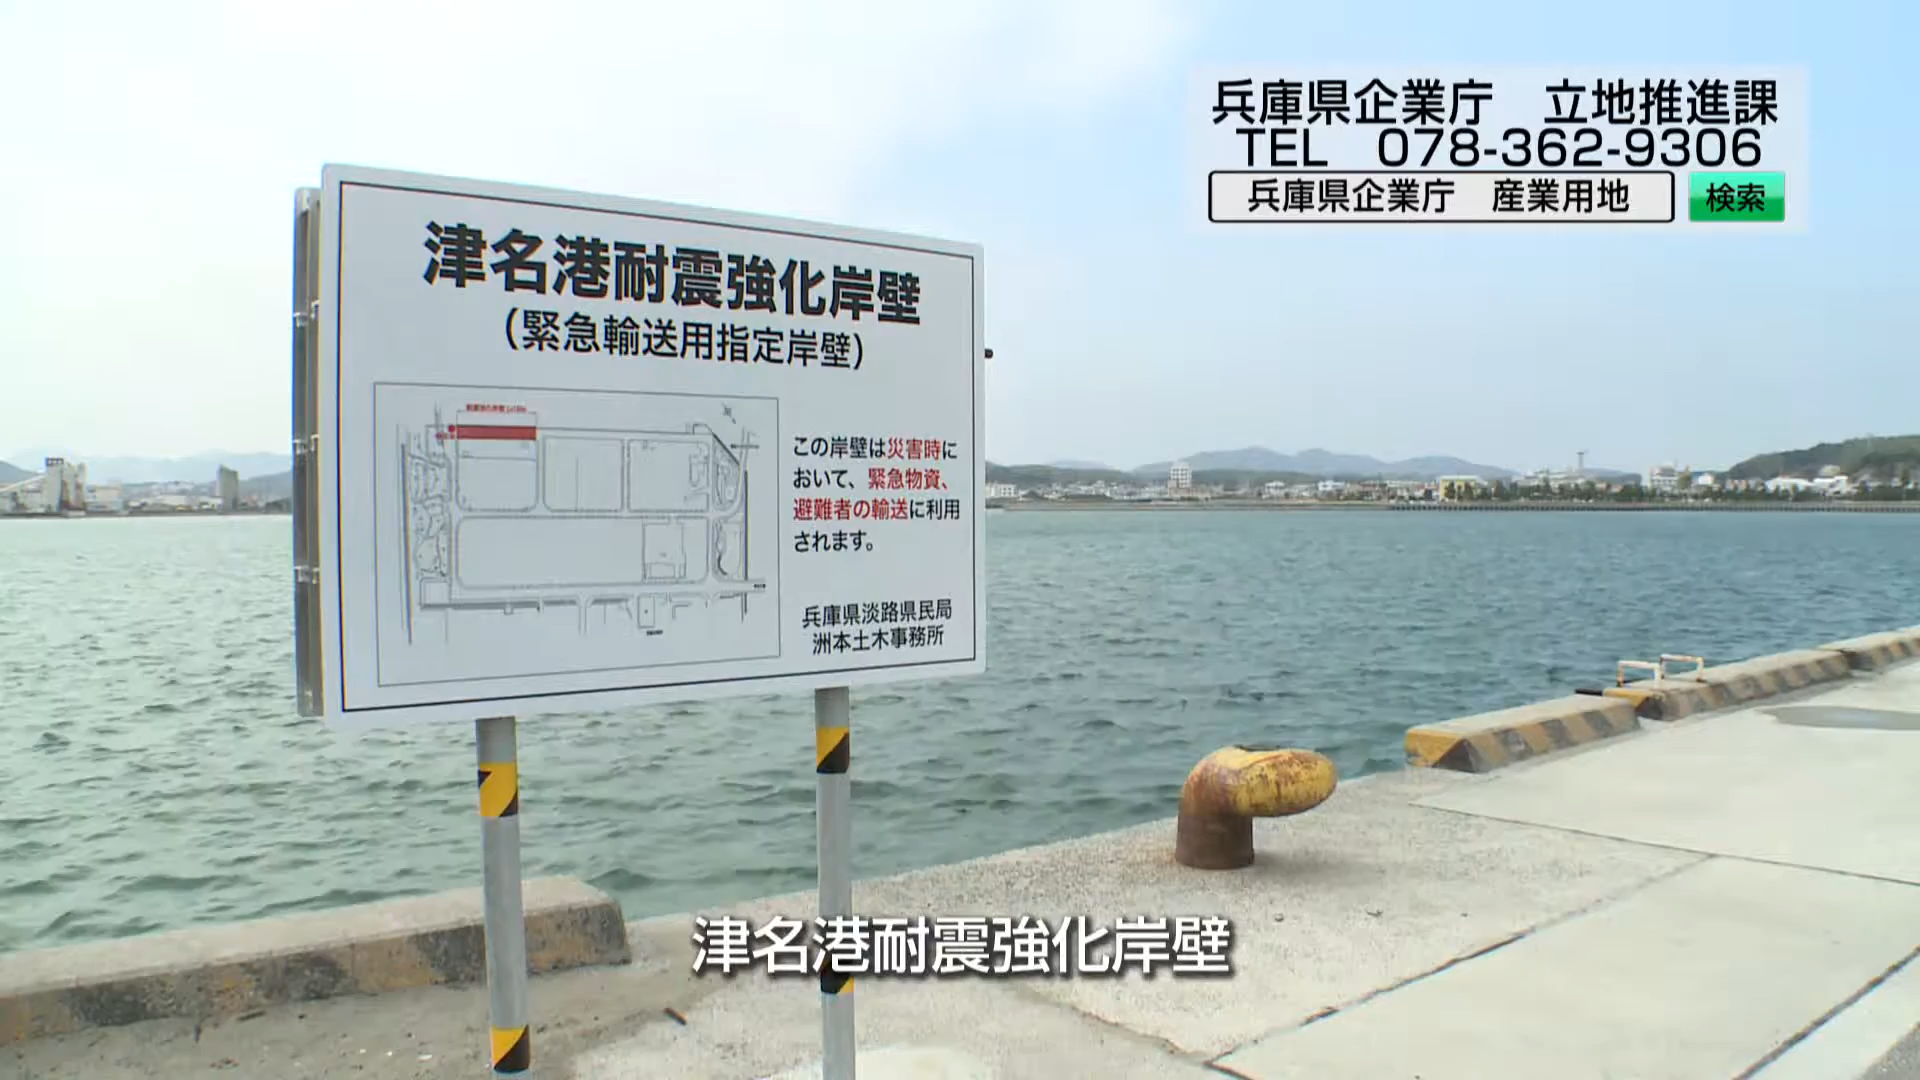 兵庫県企業庁　立地推進課
TEL　078-362-9306
兵庫県企業庁　産業用地
検索
津名港耐震強化岸壁
(緊急輸送用指定岸壁)
この岸壁は災害時に
おいて、緊急物資、
避難者の輸送に利用
されます。
兵庫県淡路県民局
洲本土木事務所
津名港耐震強化岸壁